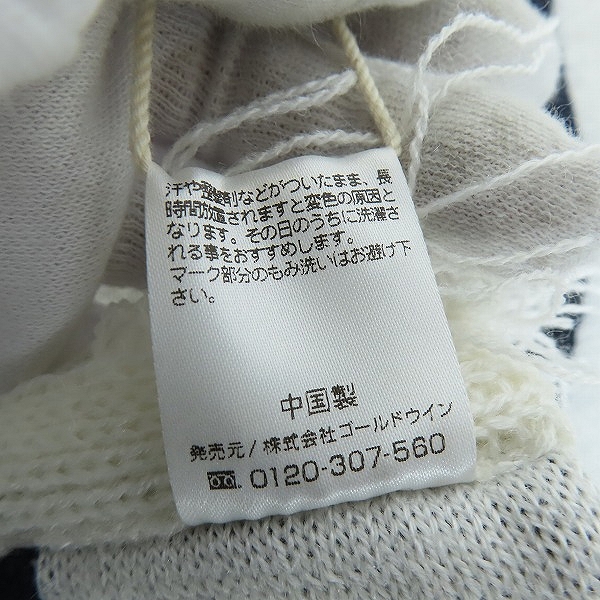 汗や整髪剤などがついたまま、長
時間放置されますと変色の原因と
なります。その日のうちに洗濯さ
れる事をおすすめします。
マーク部分のもみ洗いはお避け下
さい。
中国製
発売元/株式会社ゴールドウイン
0120-307-560